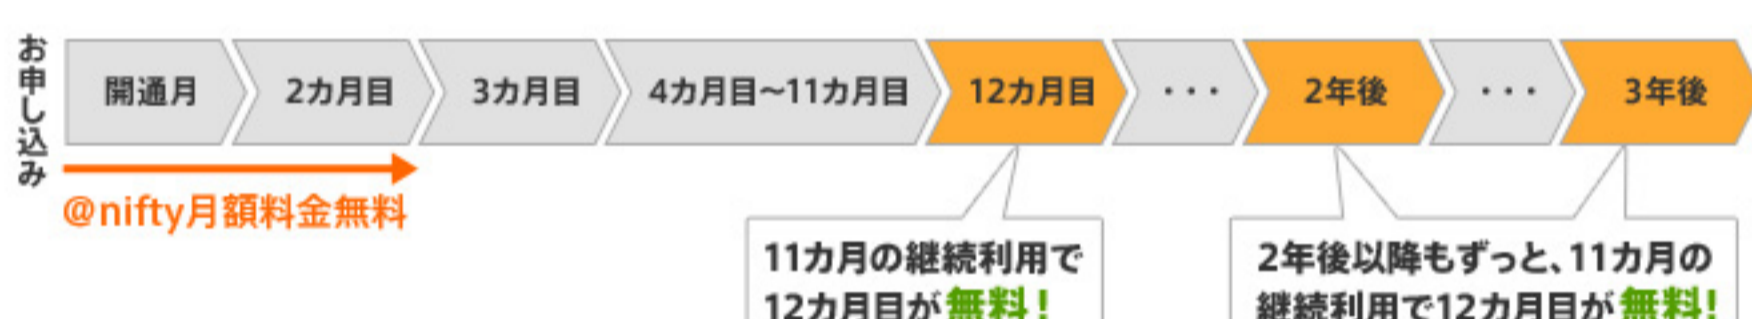 お申し込み
開通月
2カ月目
3カ月目
4カ月目〜11カ月目
12カ月目
・・・
2年後
・・・
3年後
@nifty月額料金無料
11カ月の継続利用で
12カ月目が無料！
2年後以降もずっと、11カ月の
継続利用で12カ月目が無料!